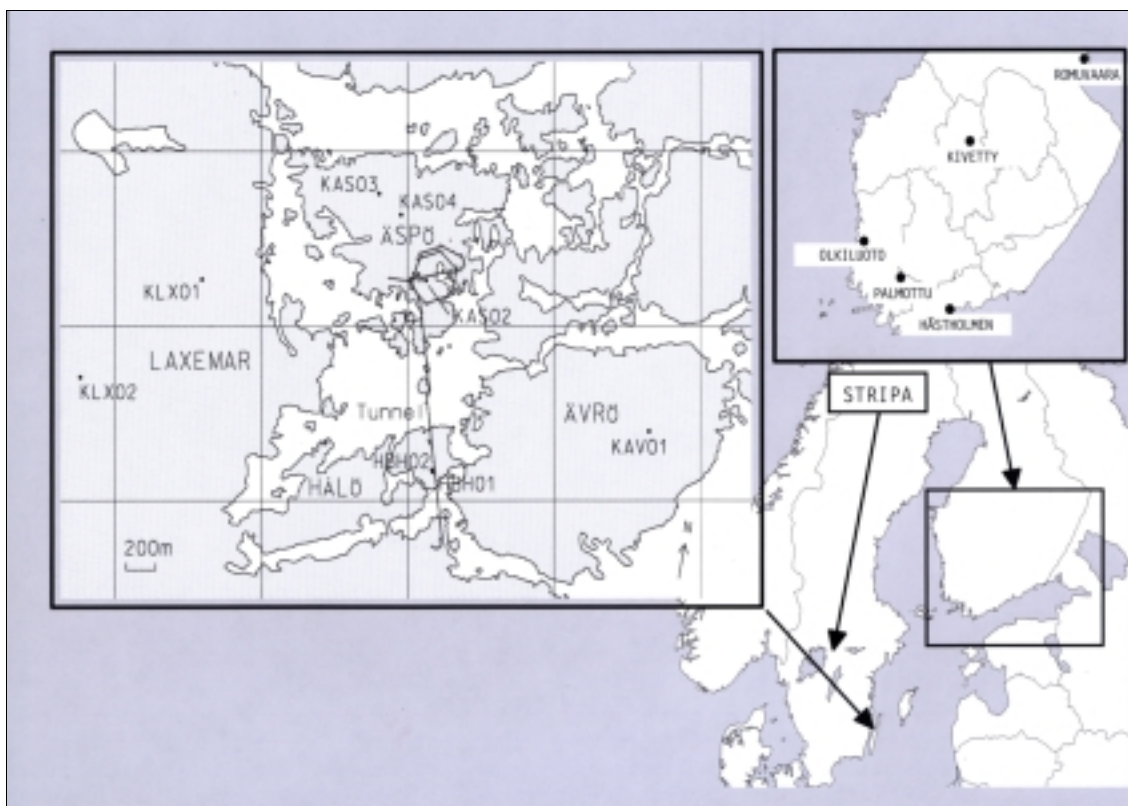 KAS03
KAS04
ÄSPÖ
KLX01
KAS02
LAXEMAR
KLX02
Tunnel
ÄVRÖ
KAV01
HBH02
HBH01
HÅLÖ
200m
N
ROMUVAARA
KIVETTY
OLKILUOTO
PALMOTTU
HÄSTHOLMEN
STRIPA